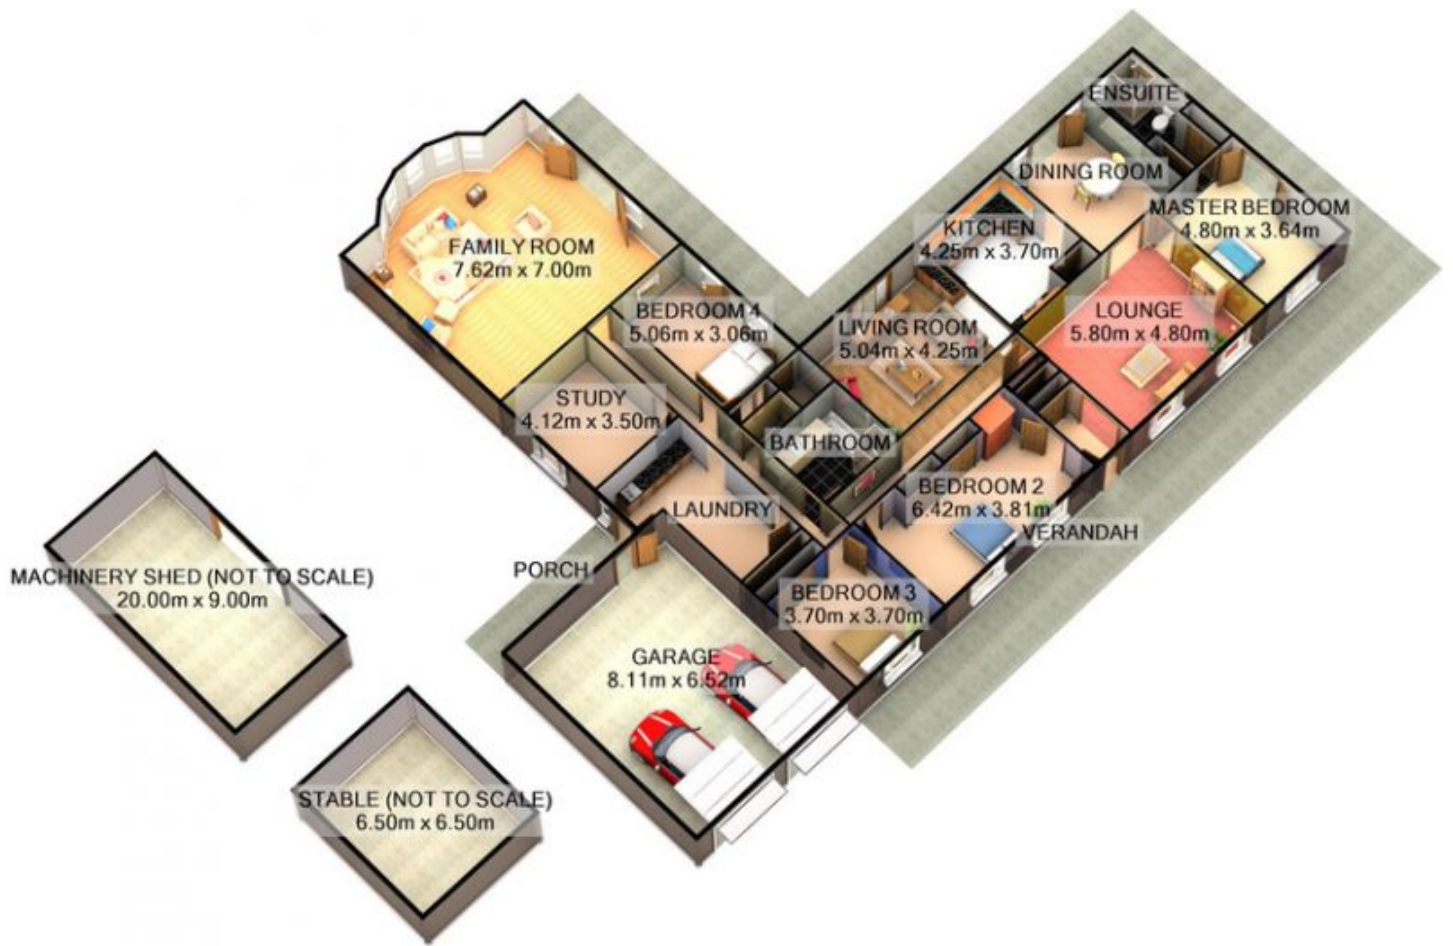 ENSUITE
DINING ROOM
MASTER BEDROOM
4.80m x 3.64m
KITCHEN
4.25m x 3.70m
FAMILY ROOM
7.62m x 7.00m
BEDROOM 4
5.06m x 3.06m
LIVING ROOM
5.04m x 4.25m
LOUNGE
5.80m x 4.80m
STUDY
4.12m x 3.50m
BATHROOM
BEDROOM 2
6.42m x 3.81m
LAUNDRY
VERANDAH
PORCH
MACHINERY SHED (NOT TO SCALE)
20.00m x 9.00m
BEDROOM 3
3.70m x 3.70m
GARAGE
8.11m x 6.52m
STABLE (NOT TO SCALE)
6.50m x 6.50m